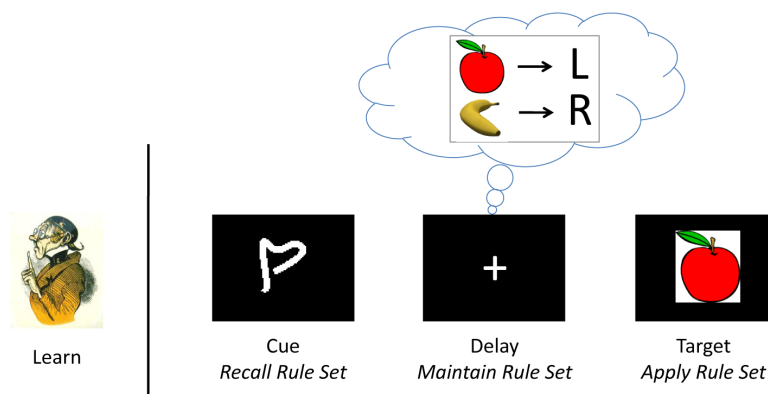 L
R
Learn
Cue
Recall Rule Set
Delay
Maintain Rule Set
Target
Apply Rule Set